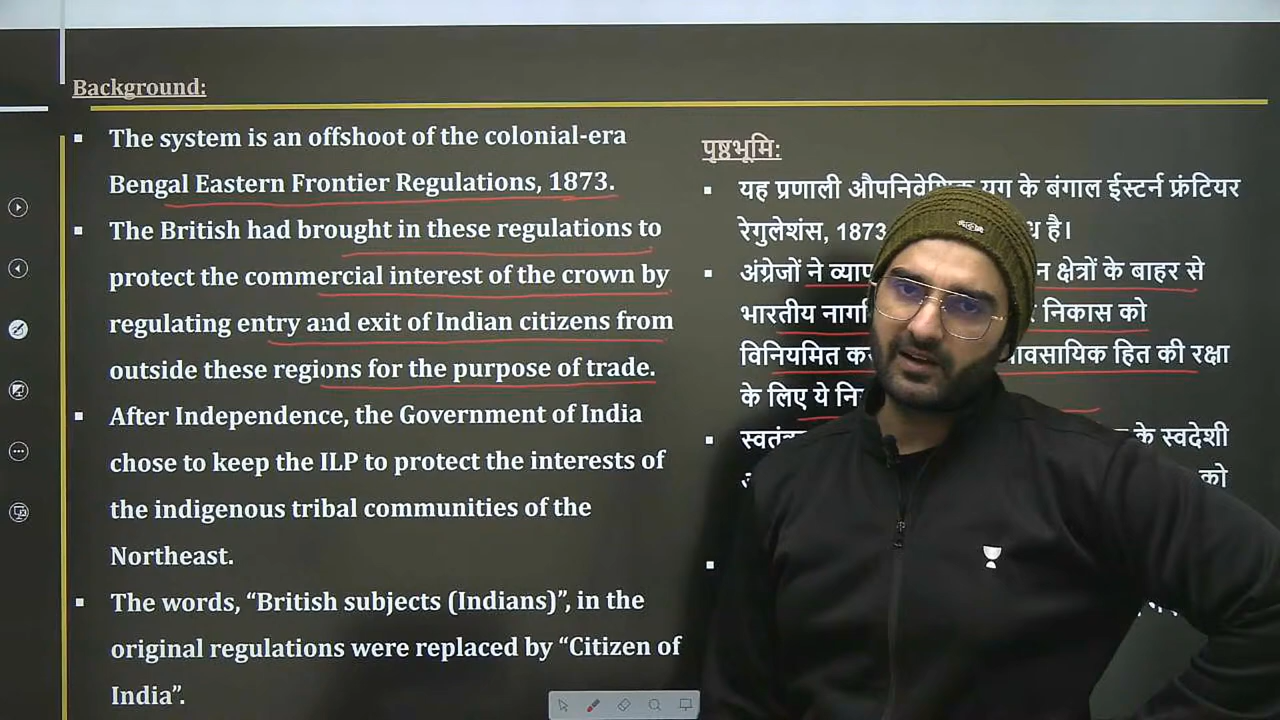 Background:
▪ The system is an offshoot of the colonial-era
Bengal Eastern Frontier Regulations, 1873.
▪ The British had brought in these regulations to
protect the commercial interest of the crown by
regulating entry and exit of Indian citizens from
outside these regions for the purpose of trade.
▪ After Independence, the Government of India
chose to keep the ILP to protect the interests of
the indigenous tribal communities of the
Northeast.
▪ The words, “British subjects (Indians)”, in the
original regulations were replaced by “Citizen of
India”.
पृष्ठभूमि:
▪ यह प्रणाली औपनिवेशिक युग के बंगाल ईस्टर्न फ्रंटियर
रेगुलेशंस, 1873 है।
▪ अंग्रेजों ने क्षेत्रों के बाहर से
भारतीय निकास को
विनियमित हित की रक्षा
के लिए ये
▪ के स्वदेशी
को
▪